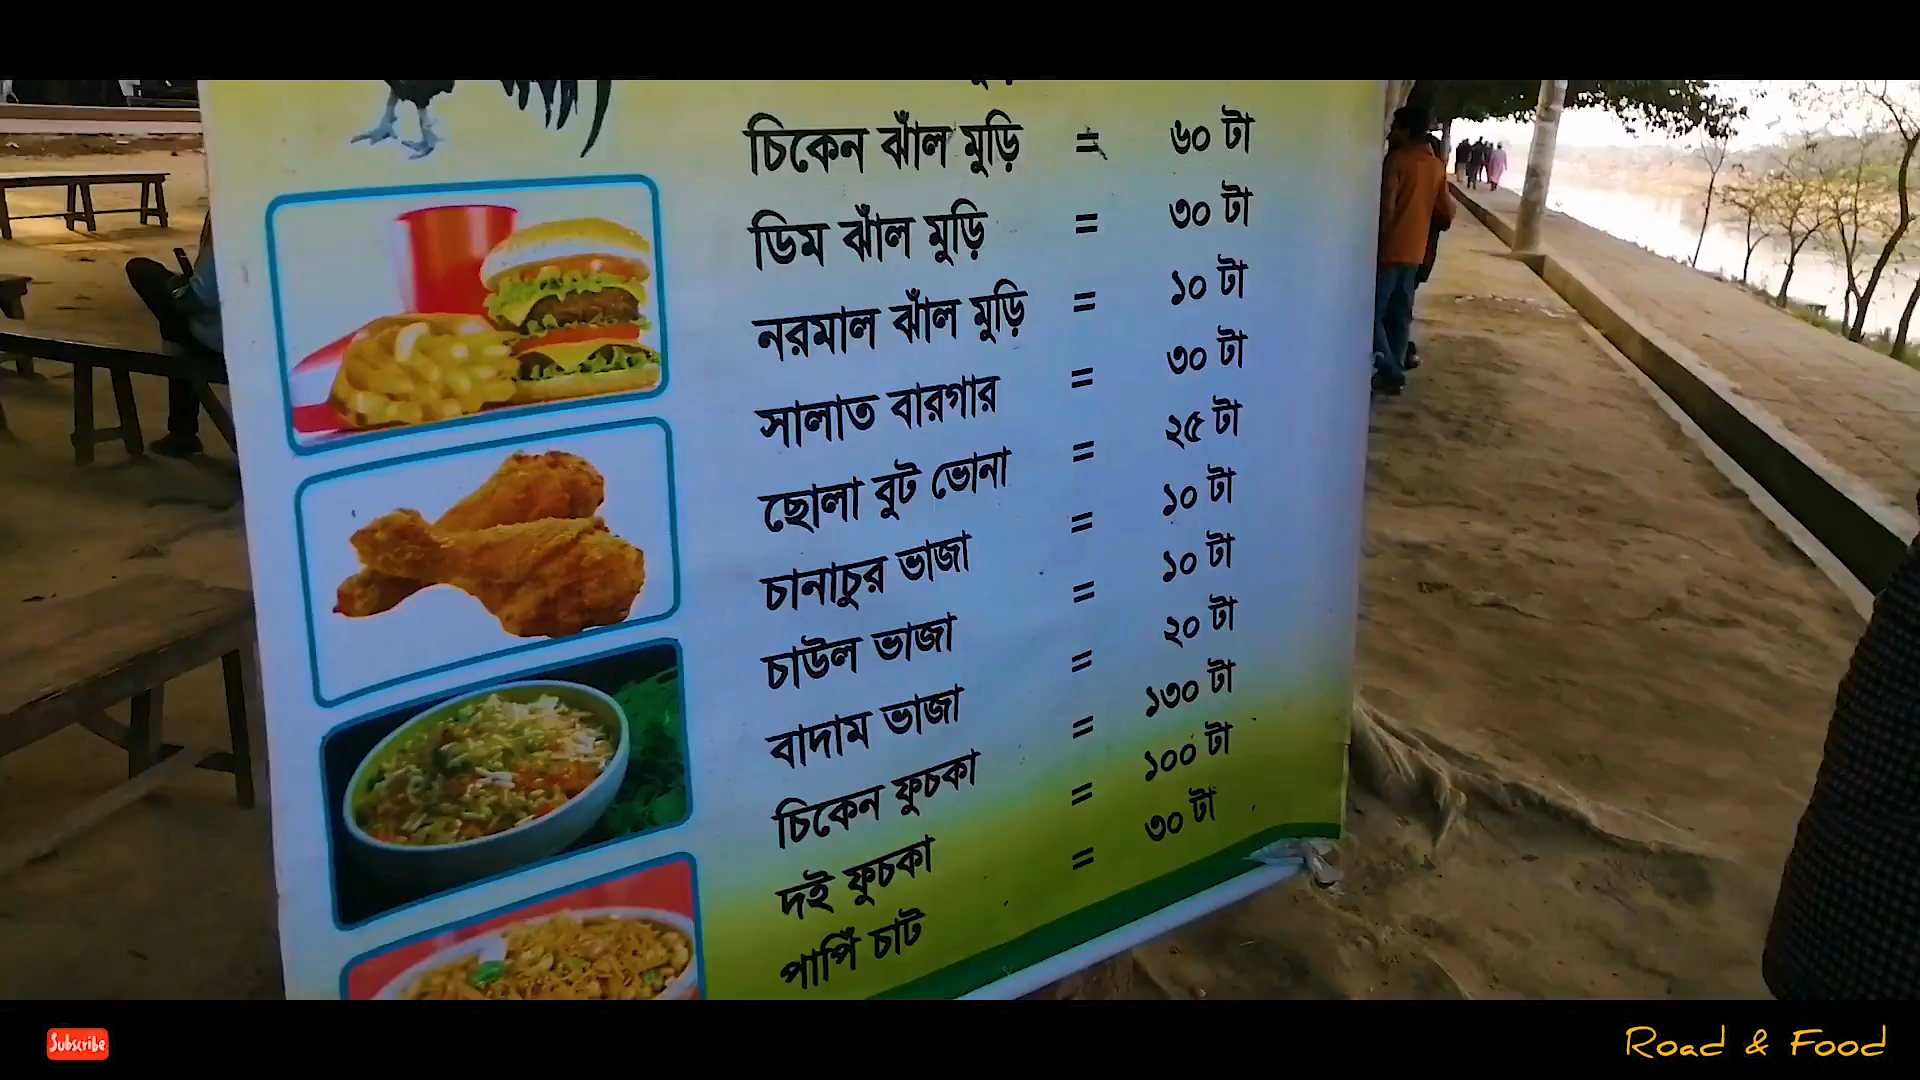 চিকেন ঝাঁল মুড়ি = ৬০ টা
ডিম ঝাঁল মুড়ি = ৩০ টা
নরমাল ঝাঁল মুড়ি = ১০ টা
সালাত বারগার = ৩০ টা
ছোলা বুট ভোনা = ২৫ টা
চানাচুর ভাজা = ১০ টা
চাউল ভাজা = ১০ টা
বাদাম ভাজা = ২০ টা
চিকেন ফুচকা = ১৩০ টা
দই ফুচকা = ১০০ টা
পার্পি চাট = ৩০ টা
Subscribe
Road & Food